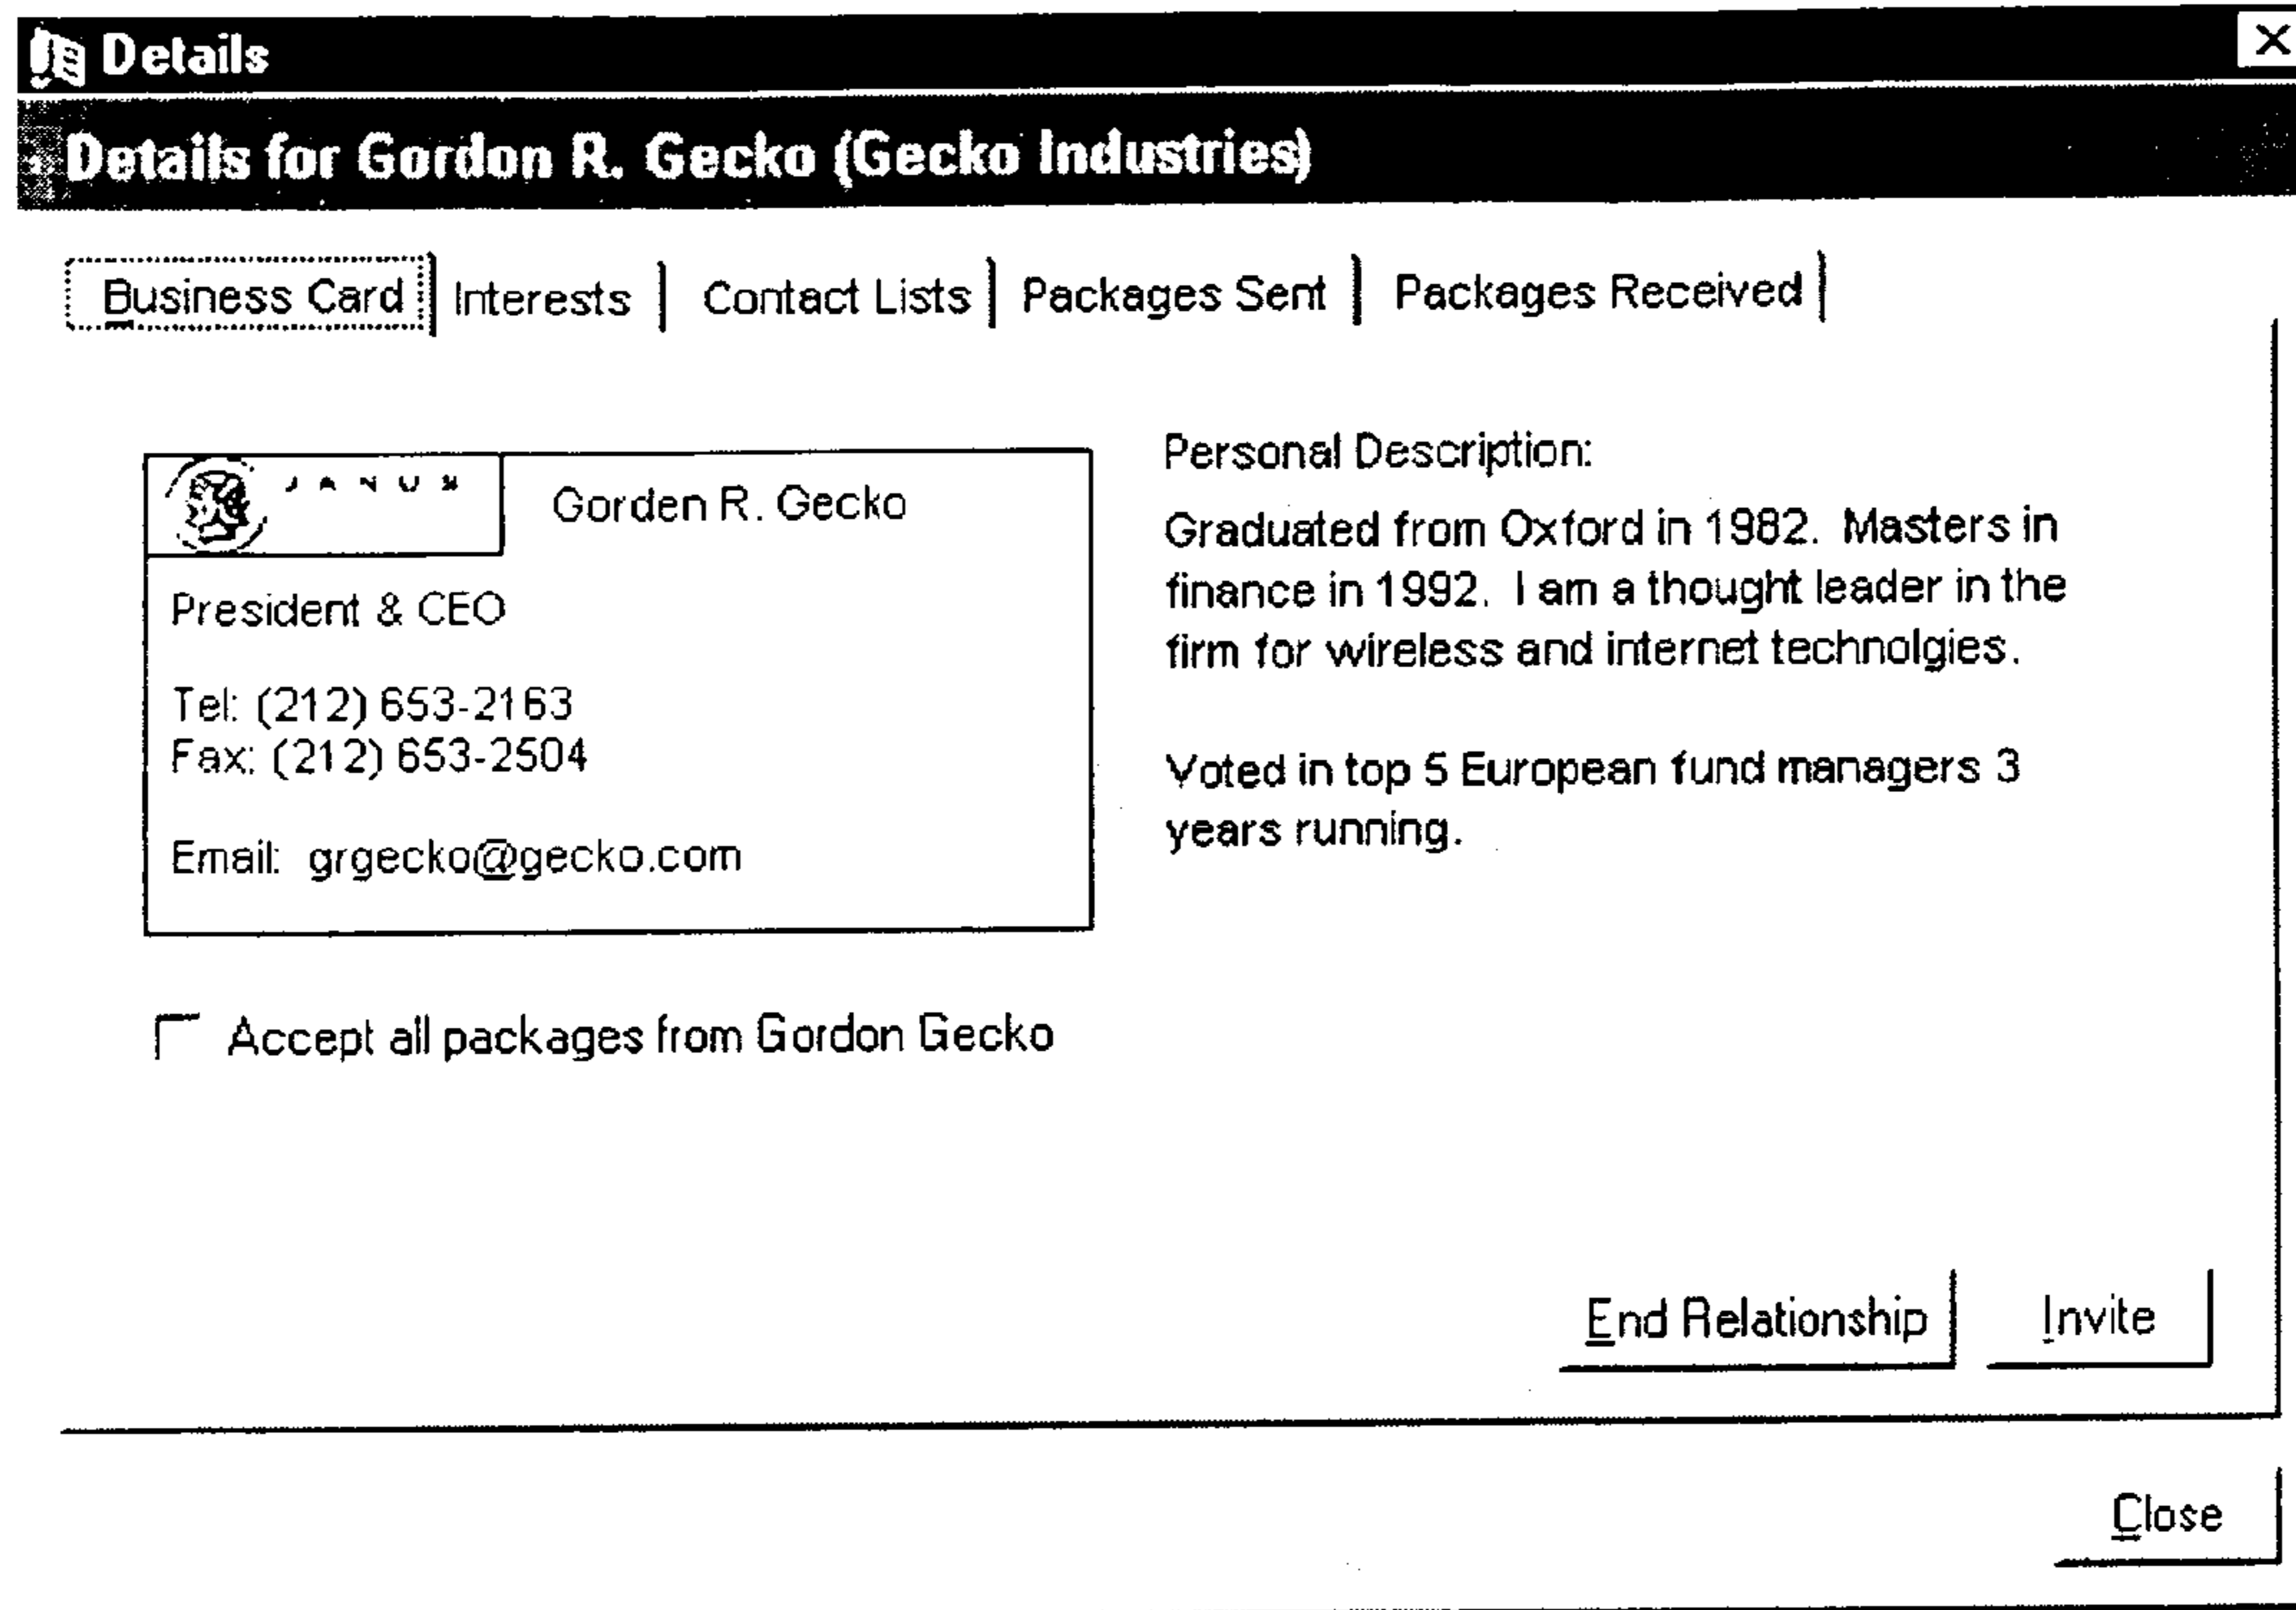 Details
Details for Gordon R. Gecko (Gecko Industries)
Business Card Interests Contact Lists Packages Sent Packages Received
JANUS
Gorden R. Gecko
President & CEO
Tel: (212) 653-2163
Fax: (212) 653-2504
Email: grgecko@gecko.com
Personal Description:
Graduated from Oxford in 1982. Masters in
finance in 1992. I am a thought leader in the
firm for wireless and internet technolgies.
Voted in top 5 European fund managers 3
years running.
Accept all packages from Gordon Gecko
End Relationship Invite
Close